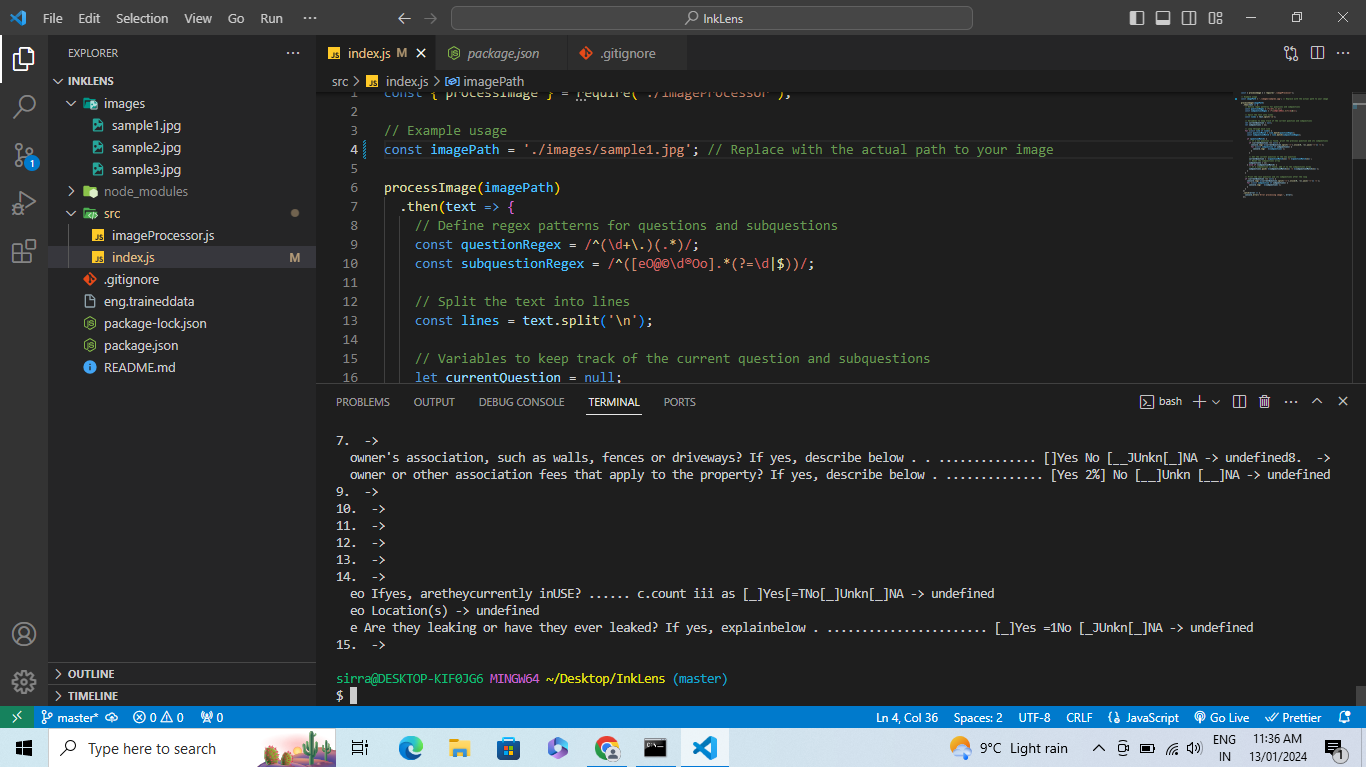 File Edit Selection View Go Run ···
InkLens
EXPLORER ···
INKLENS
images
sample1.jpg
sample2.jpg
sample3.jpg
node_modules
src
imageProcessor.js
index.js M
.gitignore
eng.traineddata
package-lock.json
package.json
README.md
OUTLINE
TIMELINE
index.js M package.json .gitignore
src > index.js > imagePath
1 const { processImage } = require('./imageProcessor');
2
3 // Example usage
4 const imagePath = './images/sample1.jpg'; // Replace with the actual path to your image
5
6 processImage(imagePath)
7 .then(text => {
8 // Define regex patterns for questions and subquestions
9 const questionRegex = /^(\d+\.)(.*)/;
10 const subquestionRegex = /^([eO@©\d®Oo].*(?=\d|$))/;
11
12 // Split the text into lines
13 const lines = text.split('\n');
14
15 // Variables to keep track of the current question and subquestions
16 let currentQuestion = null;
PROBLEMS OUTPUT DEBUG CONSOLE TERMINAL PORTS
bash
7. ->
owner's association, such as walls, fences or driveways? If yes, describe below . . .............. []Yes No [__JUnkn[_]NA -> undefined8. ->
owner or other association fees that apply to the property? If yes, describe below . .............. [Yes 2%] No [__]Unkn [__]NA -> undefined
9. ->
10. ->
11. ->
12. ->
13. ->
14. ->
eo Ifyes, aretheycurrently inUSE? ...... c.count iii as [_]Yes[=TNo[_]Unkn[_]NA -> undefined
eo Location(s) -> undefined
e Are they leaking or have they ever leaked? If yes, explainbelow . ....................... [_]Yes =1No [_JUnkn[_]NA -> undefined
15. ->
sirra@DESKTOP-KIF0JG6 MINGW64 ~/Desktop/InkLens (master)
$
master* 0 0 0 Ln 4, Col 36 Spaces: 2 UTF-8 CRLF JavaScript Go Live Prettier
Type here to search 9°C Light rain ENG IN 11:36 AM 13/01/2024 1